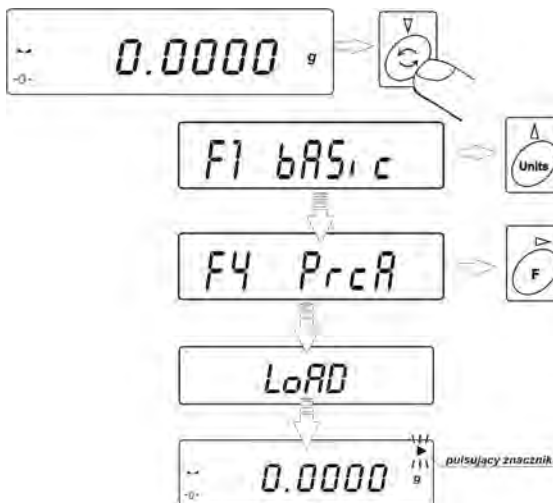 0.0000 g
-0-
F1 bASic
Units
F4 PrcA
F
LoAD
pulsujący znacznik
0.0000 g
-0-